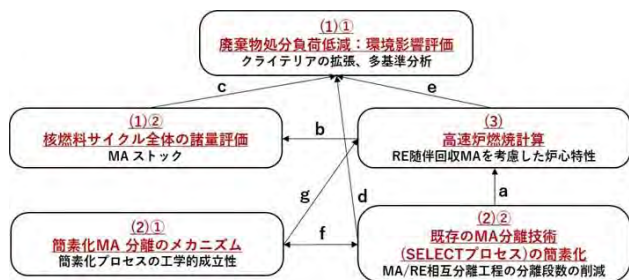 (1)①
廃棄物処分負荷低減：環境影響評価
クライテリアの拡張、多基準分析
c
e
(1)②
核燃料サイクル全体の諸量評価
MA ストック
b
(3)
高速炉燃焼計算
RE随伴回収MAを考慮した炉心特性
g
d
a
(2)①
簡素化MA 分離のメカニズム
簡素化プロセスの工学的成立性
f
(2)②
既存のMA分離技術
(SELECTプロセス)の簡素化
MA/RE相互分離工程の分離段数の削減